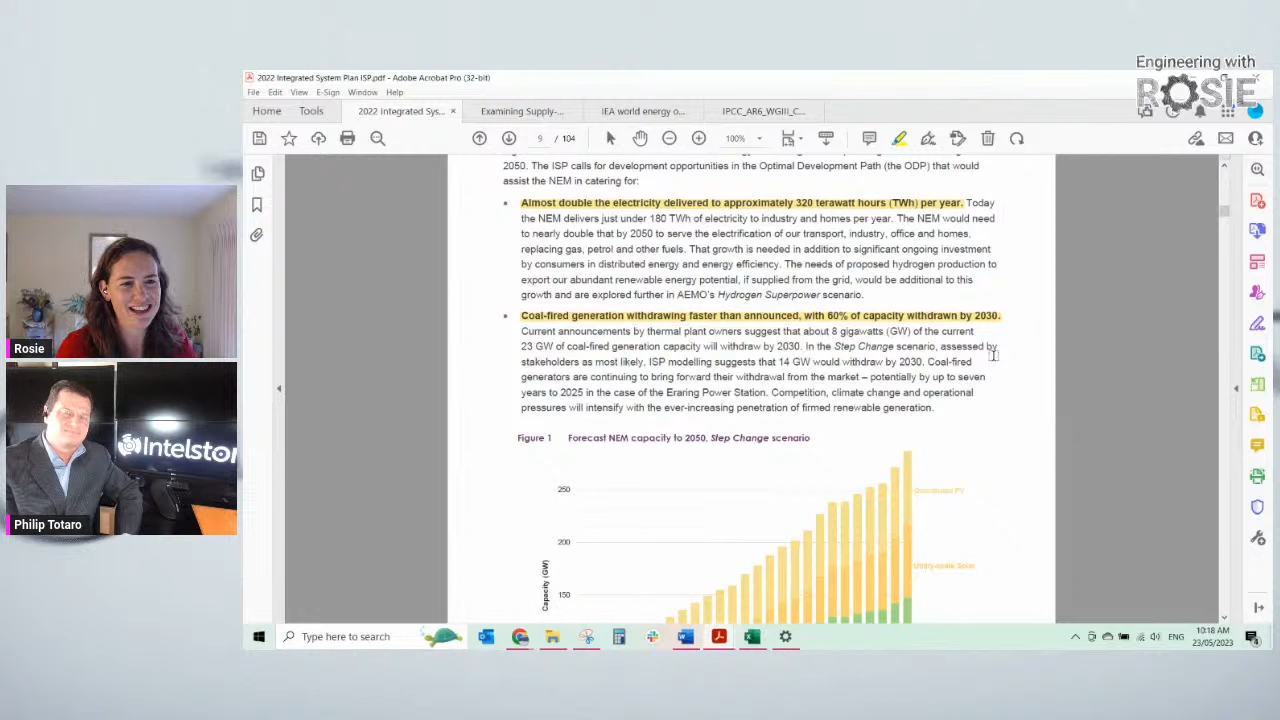 Engineering with
ROSIE
2022 Integrated System Plan ISP.pdf - Adobe Acrobat Pro (32-bit)
File Edit View E-Sign Window Help
Home Tools 2022 Integrated Sys... × Examining Supply-... IEA world energy o... IPCC_AR6_WGIII_C...
9 / 104 100%
2050. The ISP calls for development opportunities in the Optimal Development Path (the ODP) that would
assist the NEM in catering for:
Almost double the electricity delivered to approximately 320 terawatt hours (TWh) per year. Today
the NEM delivers just under 180 TWh of electricity to industry and homes per year. The NEM would need
to nearly double that by 2050 to serve the electrification of our transport, industry, office and homes,
replacing gas, petrol and other fuels. That growth is needed in addition to significant ongoing investment
by consumers in distributed energy and energy efficiency. The needs of proposed hydrogen production to
export our abundant renewable energy potential, if supplied from the grid, would be additional to this
growth and are explored further in AEMO's Hydrogen Superpower scenario.
Coal-fired generation withdrawing faster than announced, with 60% of capacity withdrawn by 2030.
Current announcements by thermal plant owners suggest that about 8 gigawatts (GW) of the current
23 GW of coal-fired generation capacity will withdraw by 2030. In the Step Change scenario, assessed by
stakeholders as most likely, ISP modelling suggests that 14 GW would withdraw by 2030. Coal-fired
generators are continuing to bring forward their withdrawal from the market – potentially by up to seven
years to 2025 in the case of the Eraring Power Station. Competition, climate change and operational
pressures will intensify with the ever-increasing penetration of firmed renewable generation.
Figure 1 Forecast NEM capacity to 2050, Step Change scenario
250
200
150
Capacity (GW)
Distributed PV
Utility-scale Solar
Rosie
Intelstor
Philip Totaro
Type here to search
ENG
10:18 AM
23/05/2023